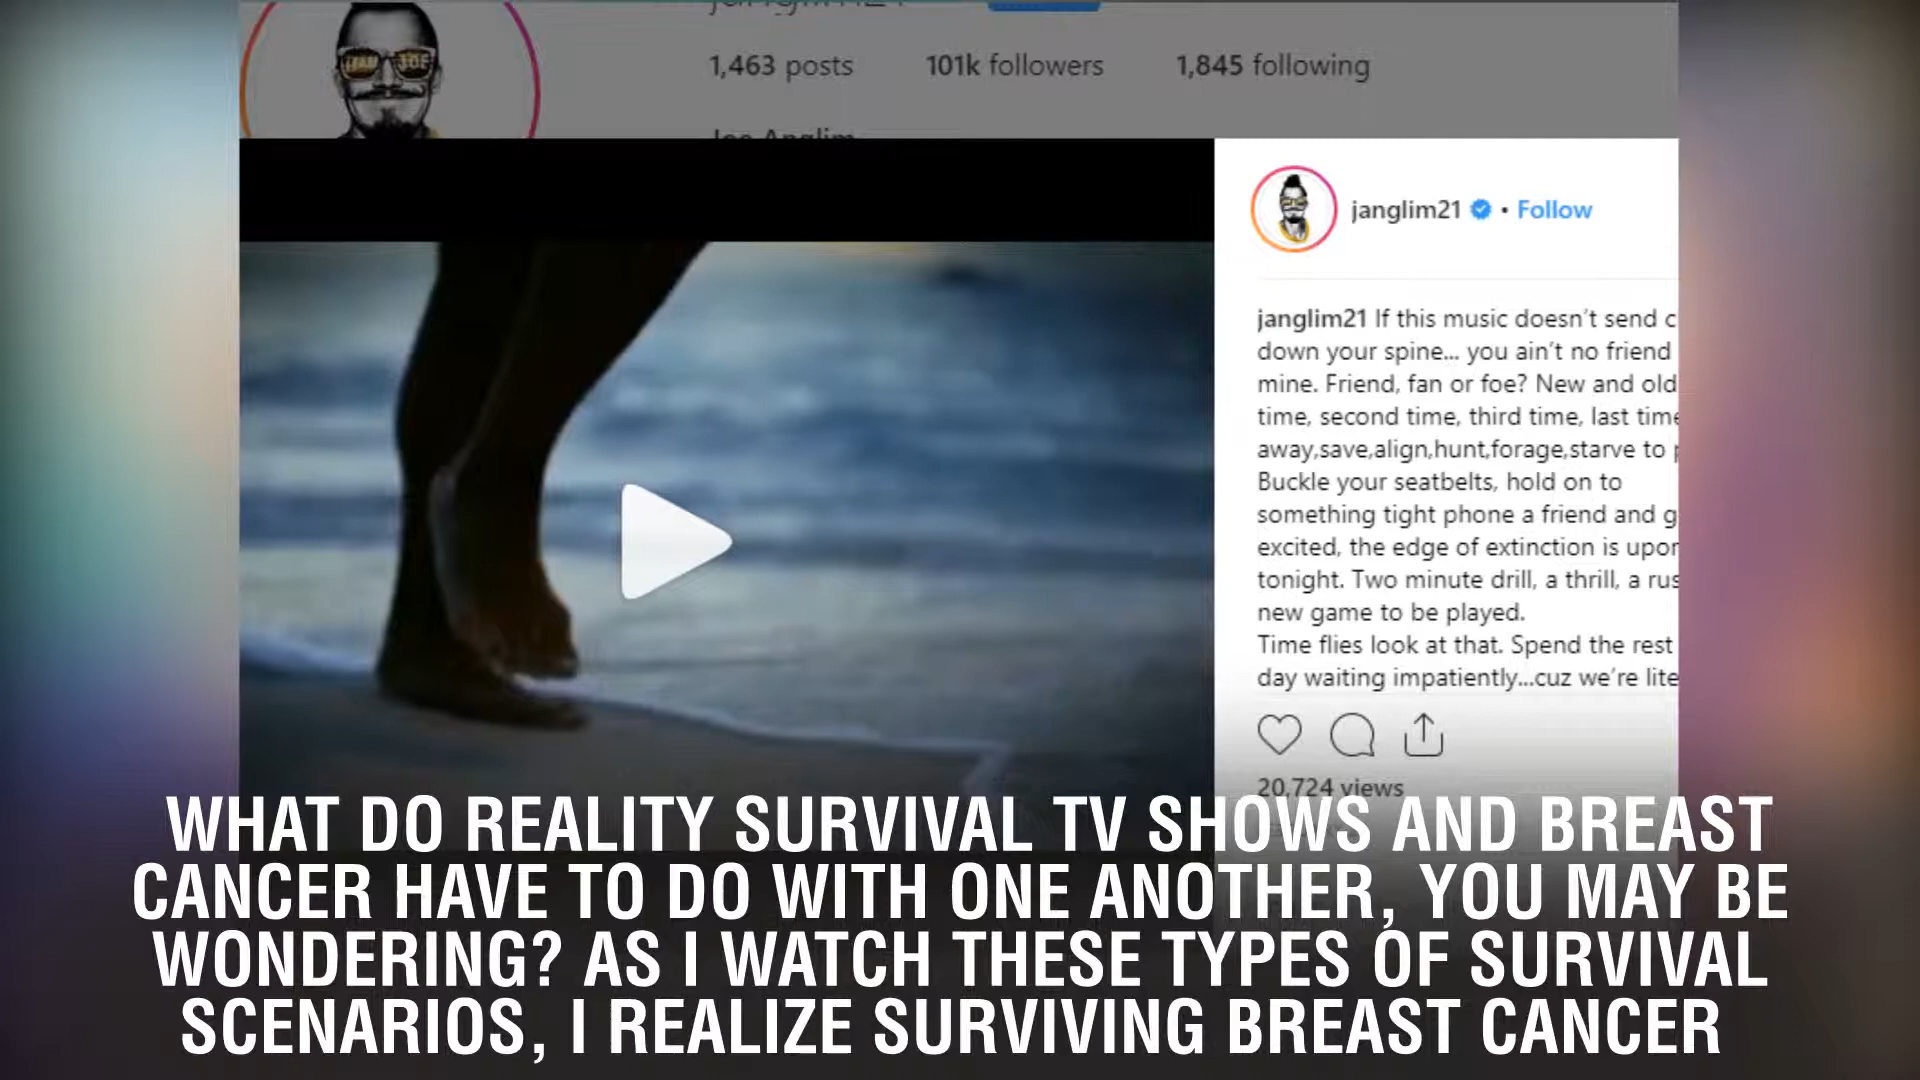 1,463 posts 101k followers 1,845 following
Joe Anglim
janglim21 • Follow
janglim21 If this music doesn't send
down your spine... you ain't no friend
mine. Friend, fan or foe? New and old
time, second time, third time, last time
away,save,align,hunt,forage,starve to
Buckle your seatbelts, hold on to
something tight phone a friend and
excited, the edge of extinction is upon
tonight. Two minute drill, a thrill, a
new game to be played.
Time flies look at that. Spend the rest
day waiting impatiently...cuz we're
20,724 views
WHAT DO REALITY SURVIVAL TV SHOWS AND BREAST
CANCER HAVE TO DO WITH ONE ANOTHER, YOU MAY BE
WONDERING? AS I WATCH THESE TYPES OF SURVIVAL
SCENARIOS, I REALIZE SURVIVING BREAST CANCER